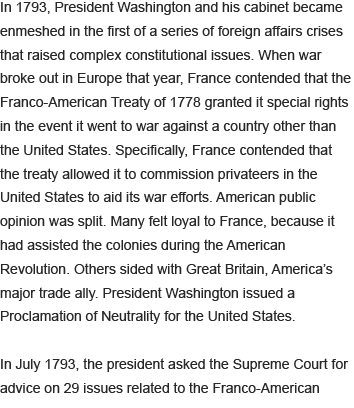 In 1793, President Washington and his cabinet became
enmeshed in the first of a series of foreign affairs crises
that raised complex constitutional issues. When war
broke out in Europe that year, France contended that the
Franco-American Treaty of 1778 granted it special rights
in the event it went to war against a country other than
the United States. Specifically, France contended that
the treaty allowed it to commission privateers in the
United States to aid its war efforts. American public
opinion was split. Many felt loyal to France, because it
had assisted the colonies during the American
Revolution. Others sided with Great Britain, America’s
major trade ally. President Washington issued a
Proclamation of Neutrality for the United States.
In July 1793, the president asked the Supreme Court for
advice on 29 issues related to the Franco-American